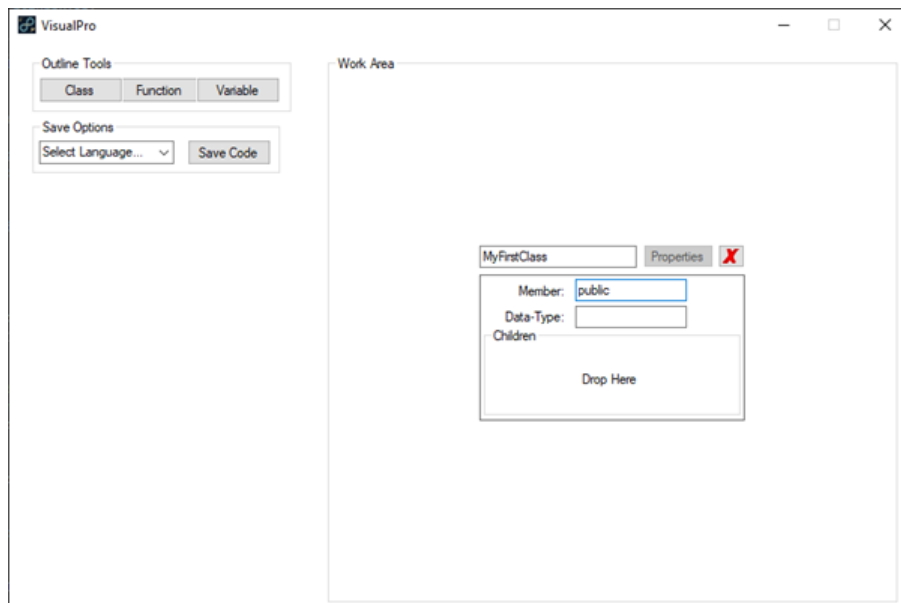 VisualPro
Outline Tools
Class Function Variable
Save Options
Select Language... Save Code
Work Area
MyFirstClass Properties X
Member: public
Data-Type:
Children
Drop Here